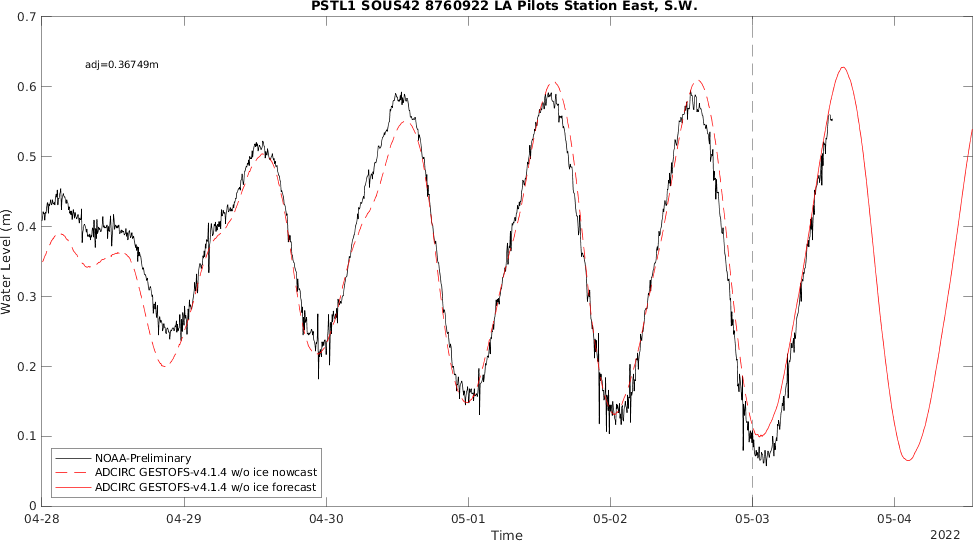 PSTL1 SOUS42 8760922 LA Pilots Station East, S.W.
0.7
0.6
0.5
0.4
0.3
0.2
0.1
0
Water Level (m)
adj=0.36749m
NOAA-Preliminary
ADCIRC GESTOFS-v4.1.4 w/o ice nowcast
ADCIRC GESTOFS-v4.1.4 w/o ice forecast
04-28 04-29 04-30 05-01 05-02 05-03 05-04
Time
2022